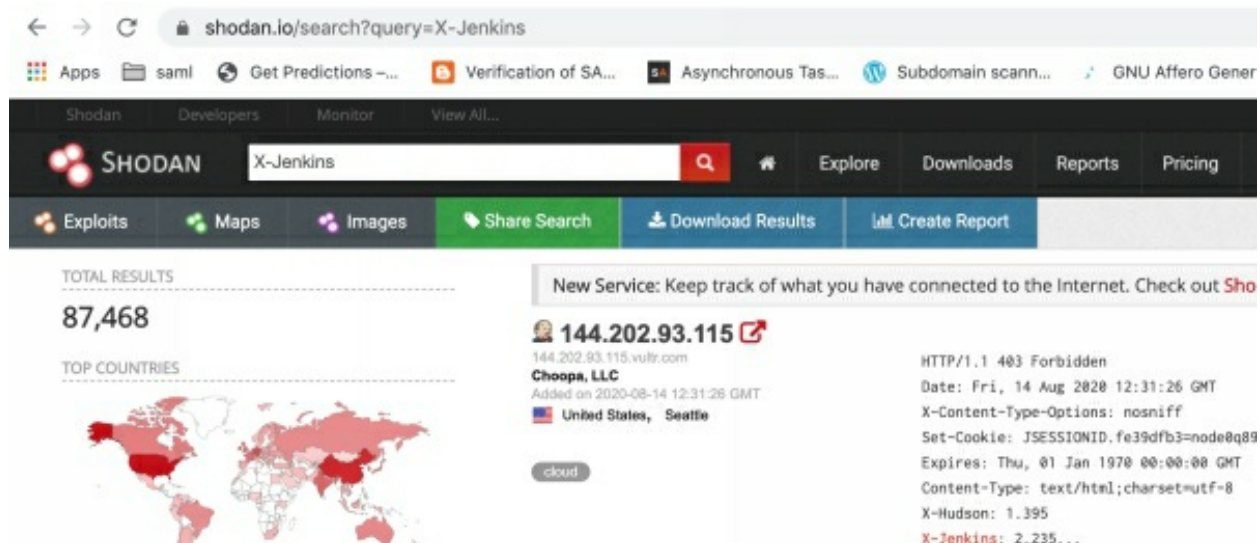 shodan.io/search?query=X-Jenkins
Apps saml Get Predictions –... Verification of SA... SA Asynchronous Tas... Subdomain scann... GNU Affero Gener
Shodan Developers Monitor View All...
SHODAN X-Jenkins Explore Downloads Reports Pricing
Exploits Maps Images Share Search Download Results Create Report
TOTAL RESULTS
87,468
TOP COUNTRIES
New Service: Keep track of what you have connected to the Internet. Check out Sho
144.202.93.115
144.202.93.115.vultr.com
Choopa, LLC
Added on 2020-08-14 12:31:26 GMT
United States, Seattle
cloud
HTTP/1.1 403 Forbidden
Date: Fri, 14 Aug 2020 12:31:26 GMT
X-Content-Type-Options: nosniff
Set-Cookie: JSESSIONID.fe39dfb3=node0q89
Expires: Thu, 01 Jan 1970 00:00:00 GMT
Content-Type: text/html;charset=utf-8
X-Hudson: 1.395
X-Jenkins: 2.235...